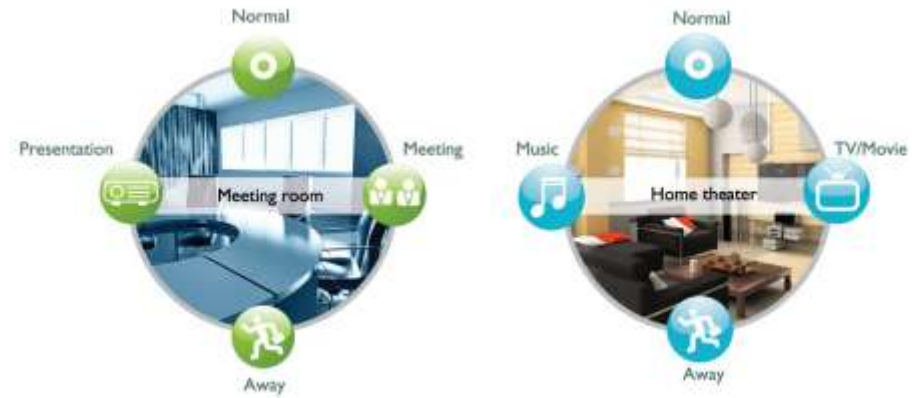 Normal
Presentation
Meeting
Meeting room
Away
Normal
Music
TV/Movie
Home theater
Away